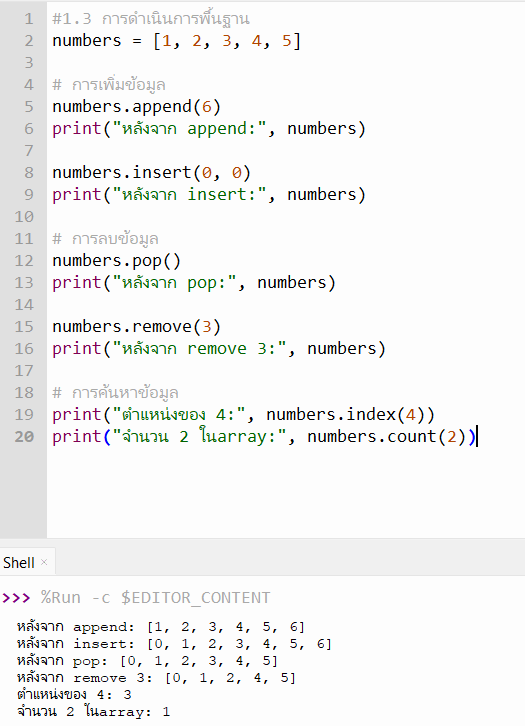 1 #1.3 การดำเนินการพื้นฐาน
2 numbers = [1, 2, 3, 4, 5]
3
4 # การเพิ่มข้อมูล
5 numbers.append(6)
6 print("หลังจาก append:", numbers)
7
8 numbers.insert(0, 0)
9 print("หลังจาก insert:", numbers)
10
11 # การลบข้อมูล
12 numbers.pop()
13 print("หลังจาก pop:", numbers)
14
15 numbers.remove(3)
16 print("หลังจาก remove 3:", numbers)
17
18 # การค้นหาข้อมูล
19 print("ตำแหน่งของ 4:", numbers.index(4))
20 print("จำนวน 2 ในarray:", numbers.count(2))
Shell ×
>>> %Run -c $EDITOR_CONTENT
หลังจาก append: [1, 2, 3, 4, 5, 6]
หลังจาก insert: [0, 1, 2, 3, 4, 5, 6]
หลังจาก pop: [0, 1, 2, 3, 4, 5]
หลังจาก remove 3: [0, 1, 2, 4, 5]
ตำแหน่งของ 4: 3
จำนวน 2 ในarray: 1